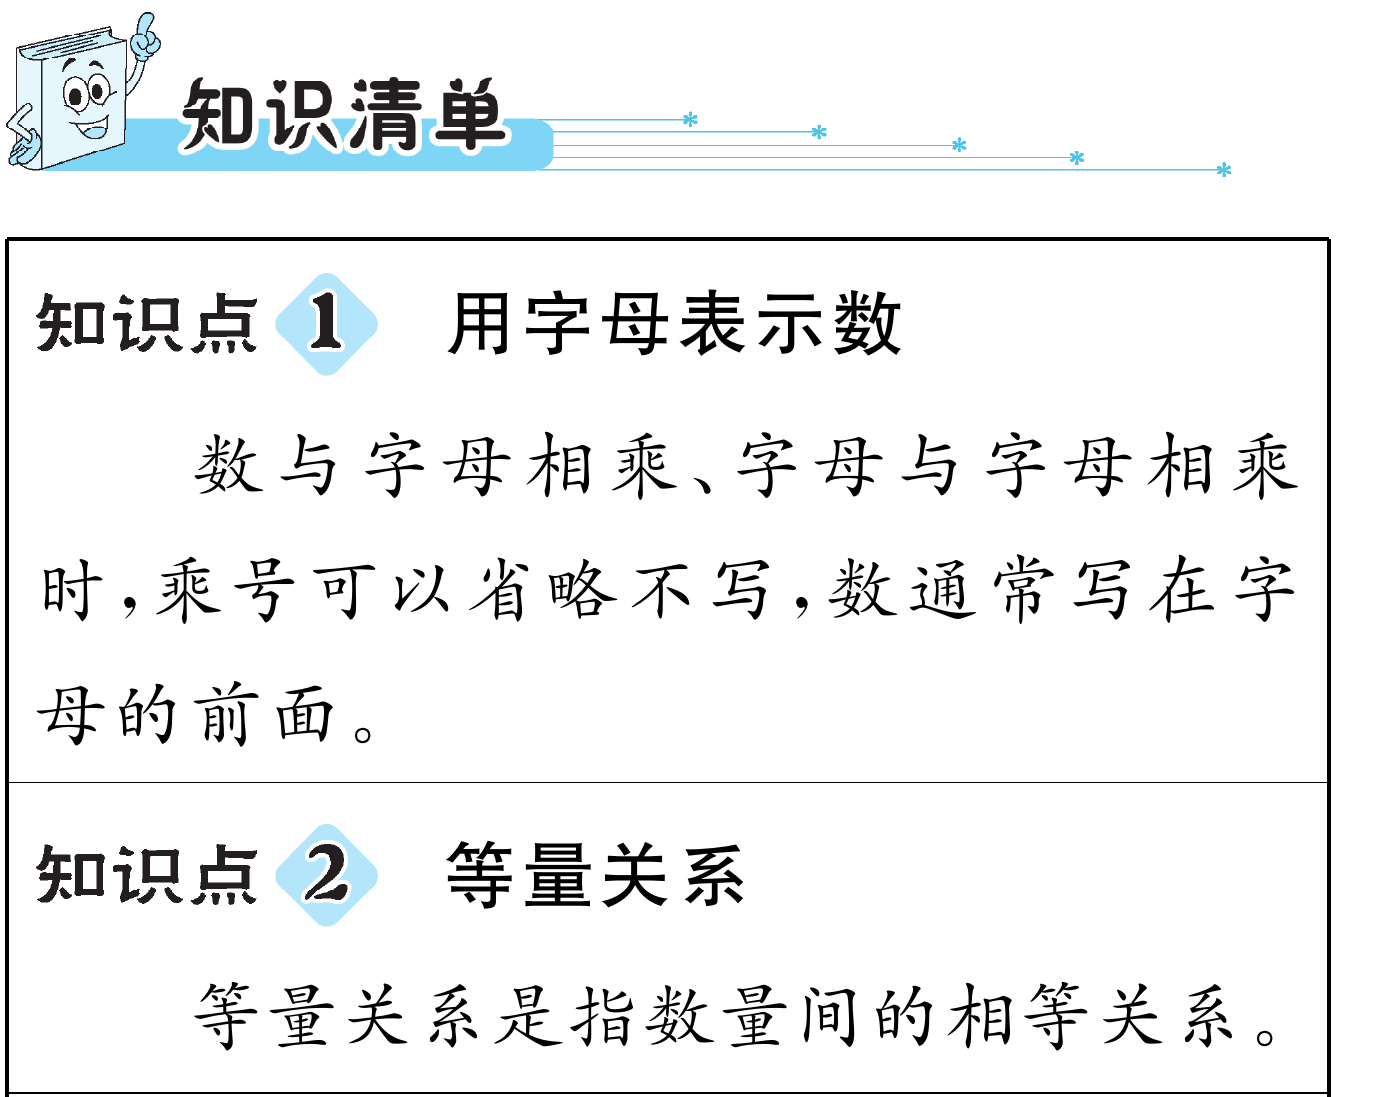 知识清单
知识点 1 用字母表示数
数与字母相乘、字母与字母相乘
时,乘号可以省略不写,数通常写在字
母的前面。
知识点 2 等量关系
等量关系是指数量间的相等关系。